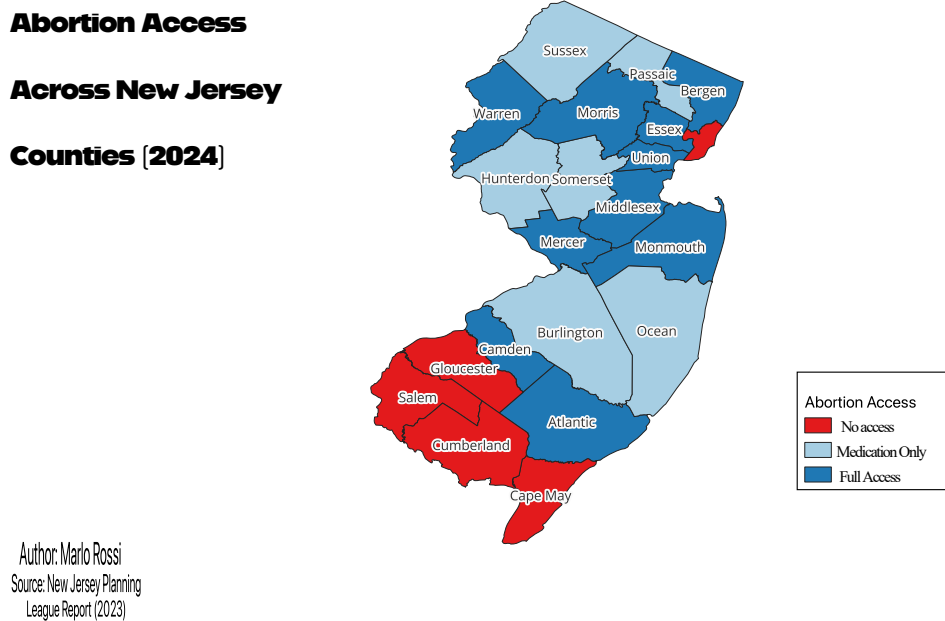 Abortion Access
Across New Jersey
Counties (2024)
Sussex
Passaic
Bergen
Warren
Morris
Essex
Union
Hunterdon
Somerset
Middlesex
Mercer
Monmouth
Burlington
Ocean
Camden
Gloucester
Salem
Atlantic
Cumberland
Cape May
Abortion Access
No access
Medication Only
Full Access
Author: Marlo Rossi
Source: New Jersey Planning
League Report (2023)